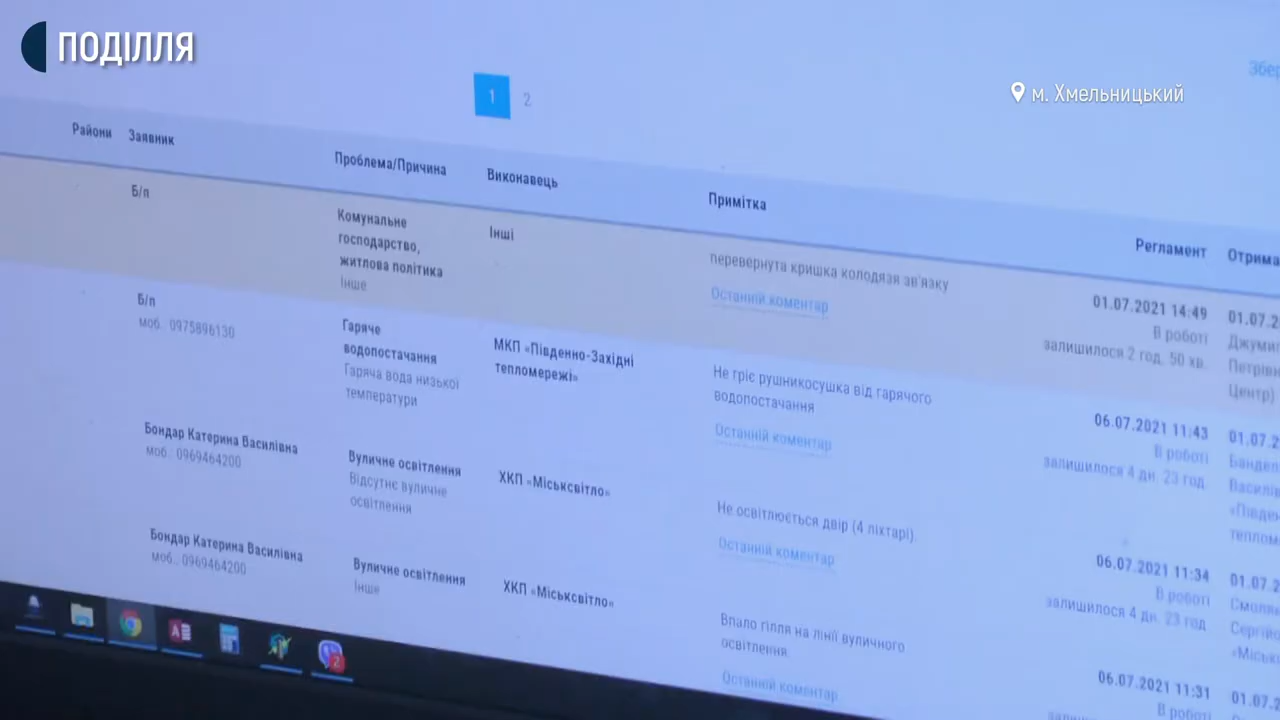 ПОДІЛЛЯ
м. Хмельницький
1 2
Райони Заявник Проблема/Причина Виконавець Примітка Регламент
Б/п
Комунальне
господарство,
житлова політика
Інше
Інші
перевернута кришка колодязя зв'язку
Останній коментар
01.07.2021 14:49
В роботі
залишилося 2 год. 50 хв.
Б/п
моб.: 0975896130
Гаряче
водопостачання
Гаряча вода низької
температури
МКП «Південно-Західні
тепломережі»
Не гріє рушникосушка від гарячого
водопостачання
Останній коментар
06.07.2021 11:43
В роботі
залишилося 4 дн. 23 год.
Бондар Катерина Василівна
моб.: 0969464200
Вуличне освітлення
Відсутнє вуличне
освітлення
ХКП «Міськсвітло»
Не освітлюється двір (4 ліхтарі).
Останній коментар
06.07.2021 11:34
В роботі
залишилося 4 дн. 23 год.
Бондар Катерина Василівна
моб.: 0969464200
Вуличне освітлення
Інше
ХКП «Міськсвітло»
Впало гілля на лінії вуличного
освітлення.
Останній коментар
06.07.2021 11:31
В роботі
Центр)